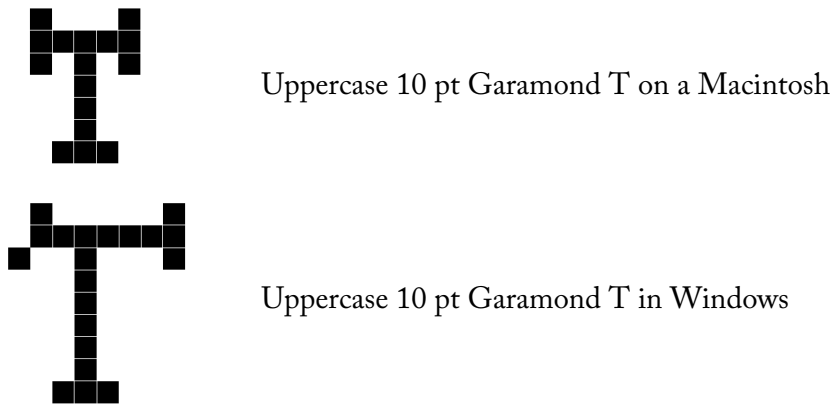 Uppercase 10 pt Garamond T on a Macintosh
Uppercase 10 pt Garamond T in Windows